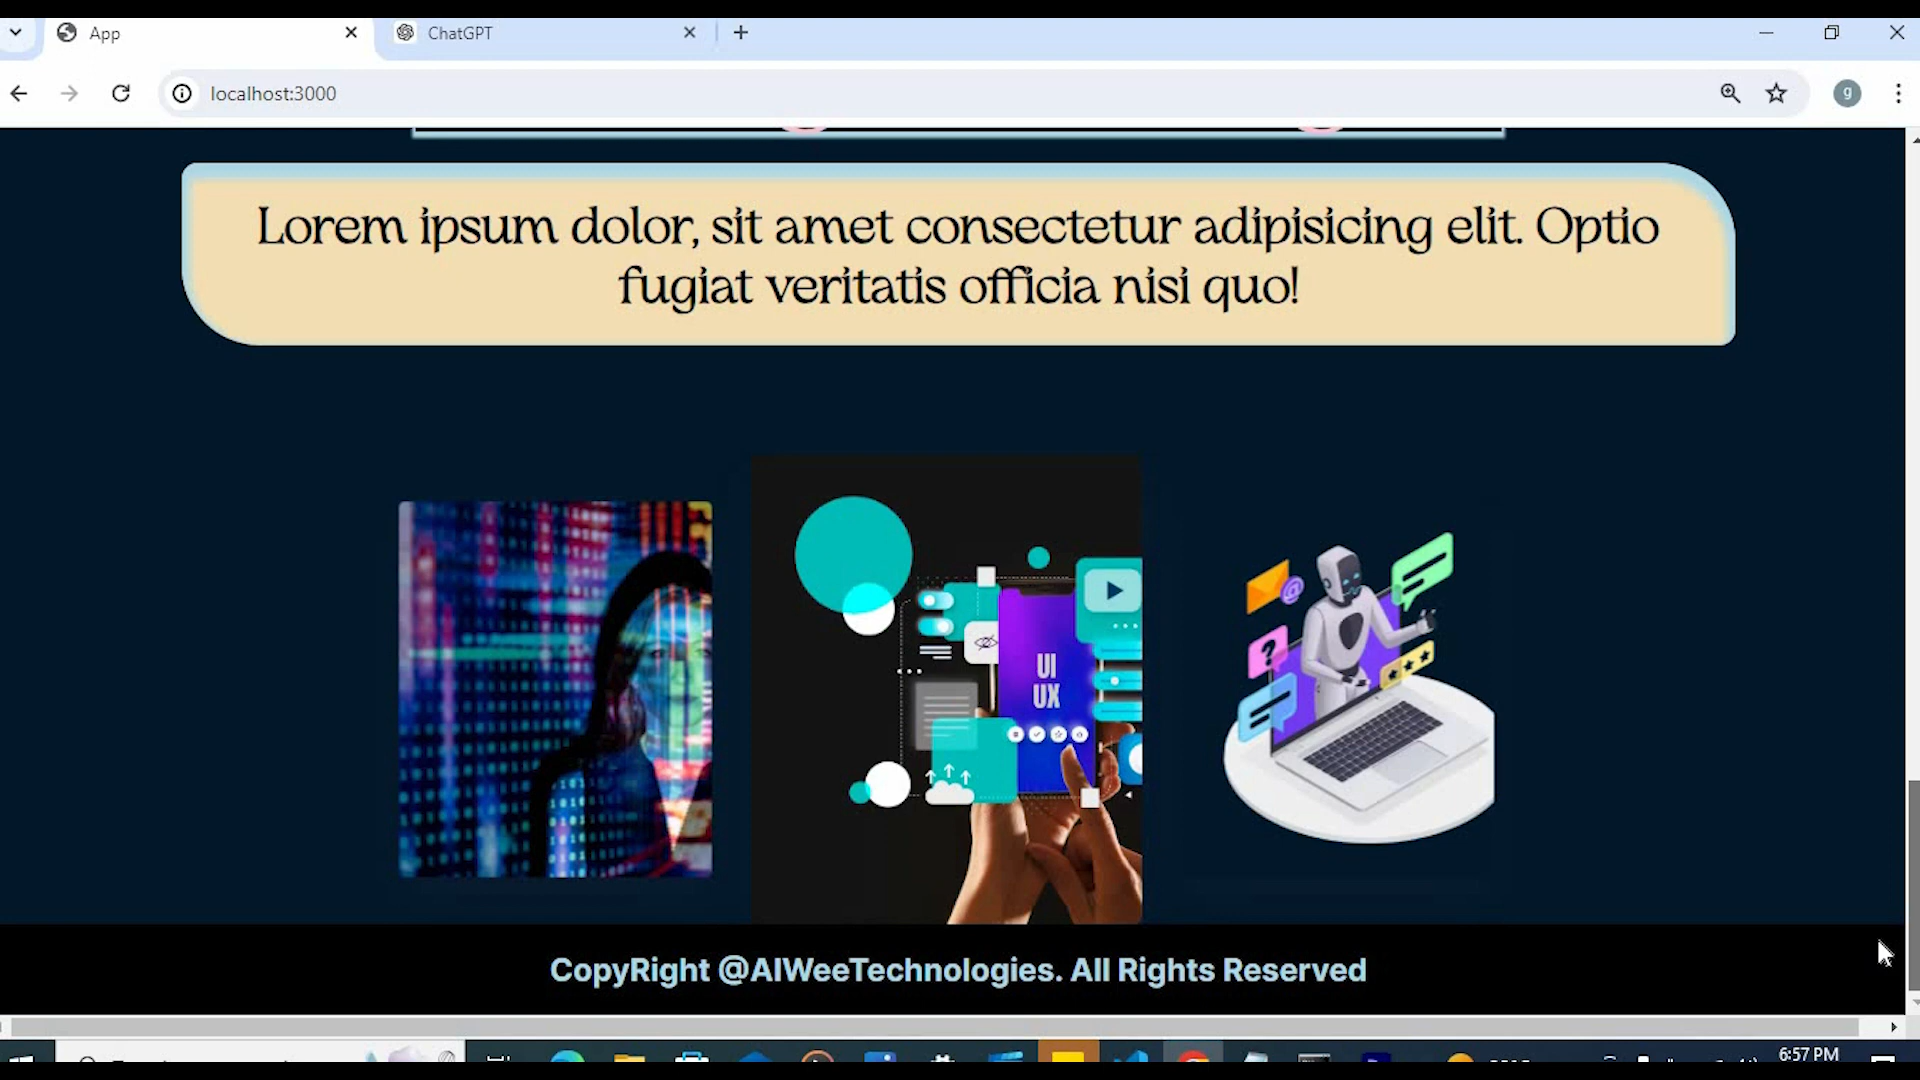 App
ChatGPT
localhost:3000
g
Lorem ipsum dolor, sit amet consectetur adipisicing elit. Optio
fugiat veritatis officia nisi quo!
UI
UX
CopyRight @AIWeeTechnologies. All Rights Reserved
6:57 PM